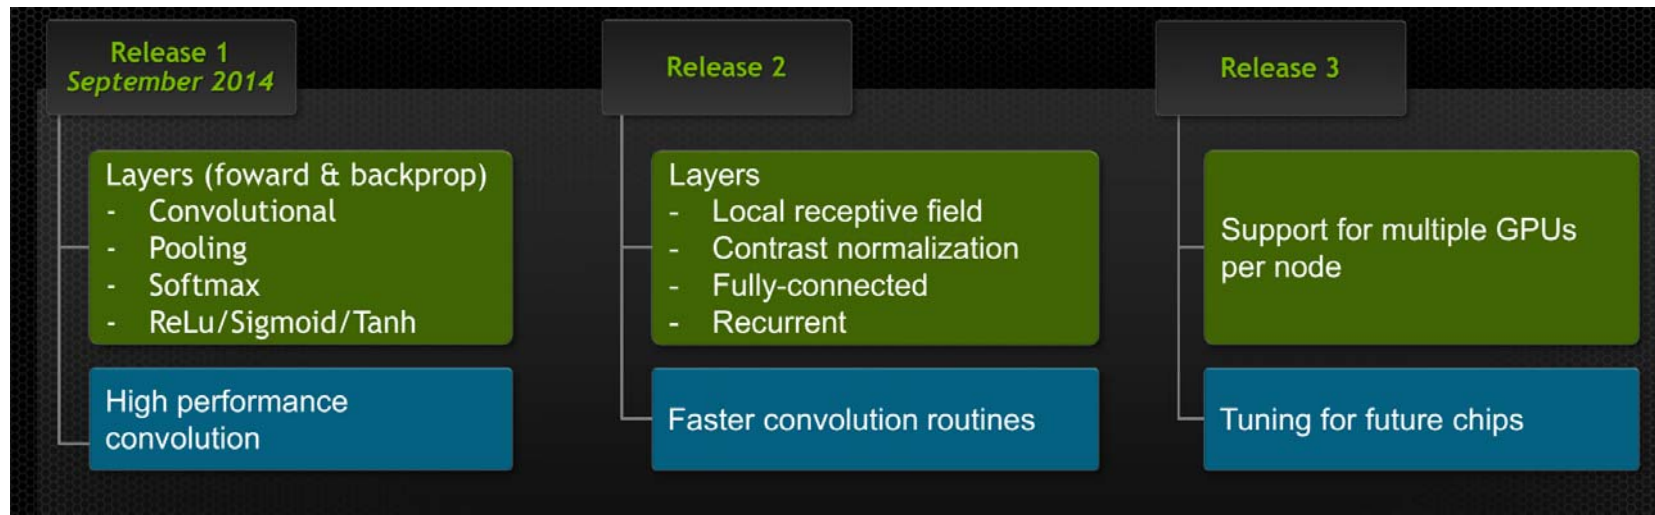 Release 1
September 2014
Layers (foward & backprop)
- Convolutional
- Pooling
- Softmax
- ReLu/Sigmoid/Tanh
High performance
convolution
Release 2
Layers
- Local receptive field
- Contrast normalization
- Fully-connected
- Recurrent
Faster convolution routines
Release 3
Support for multiple GPUs
per node
Tuning for future chips